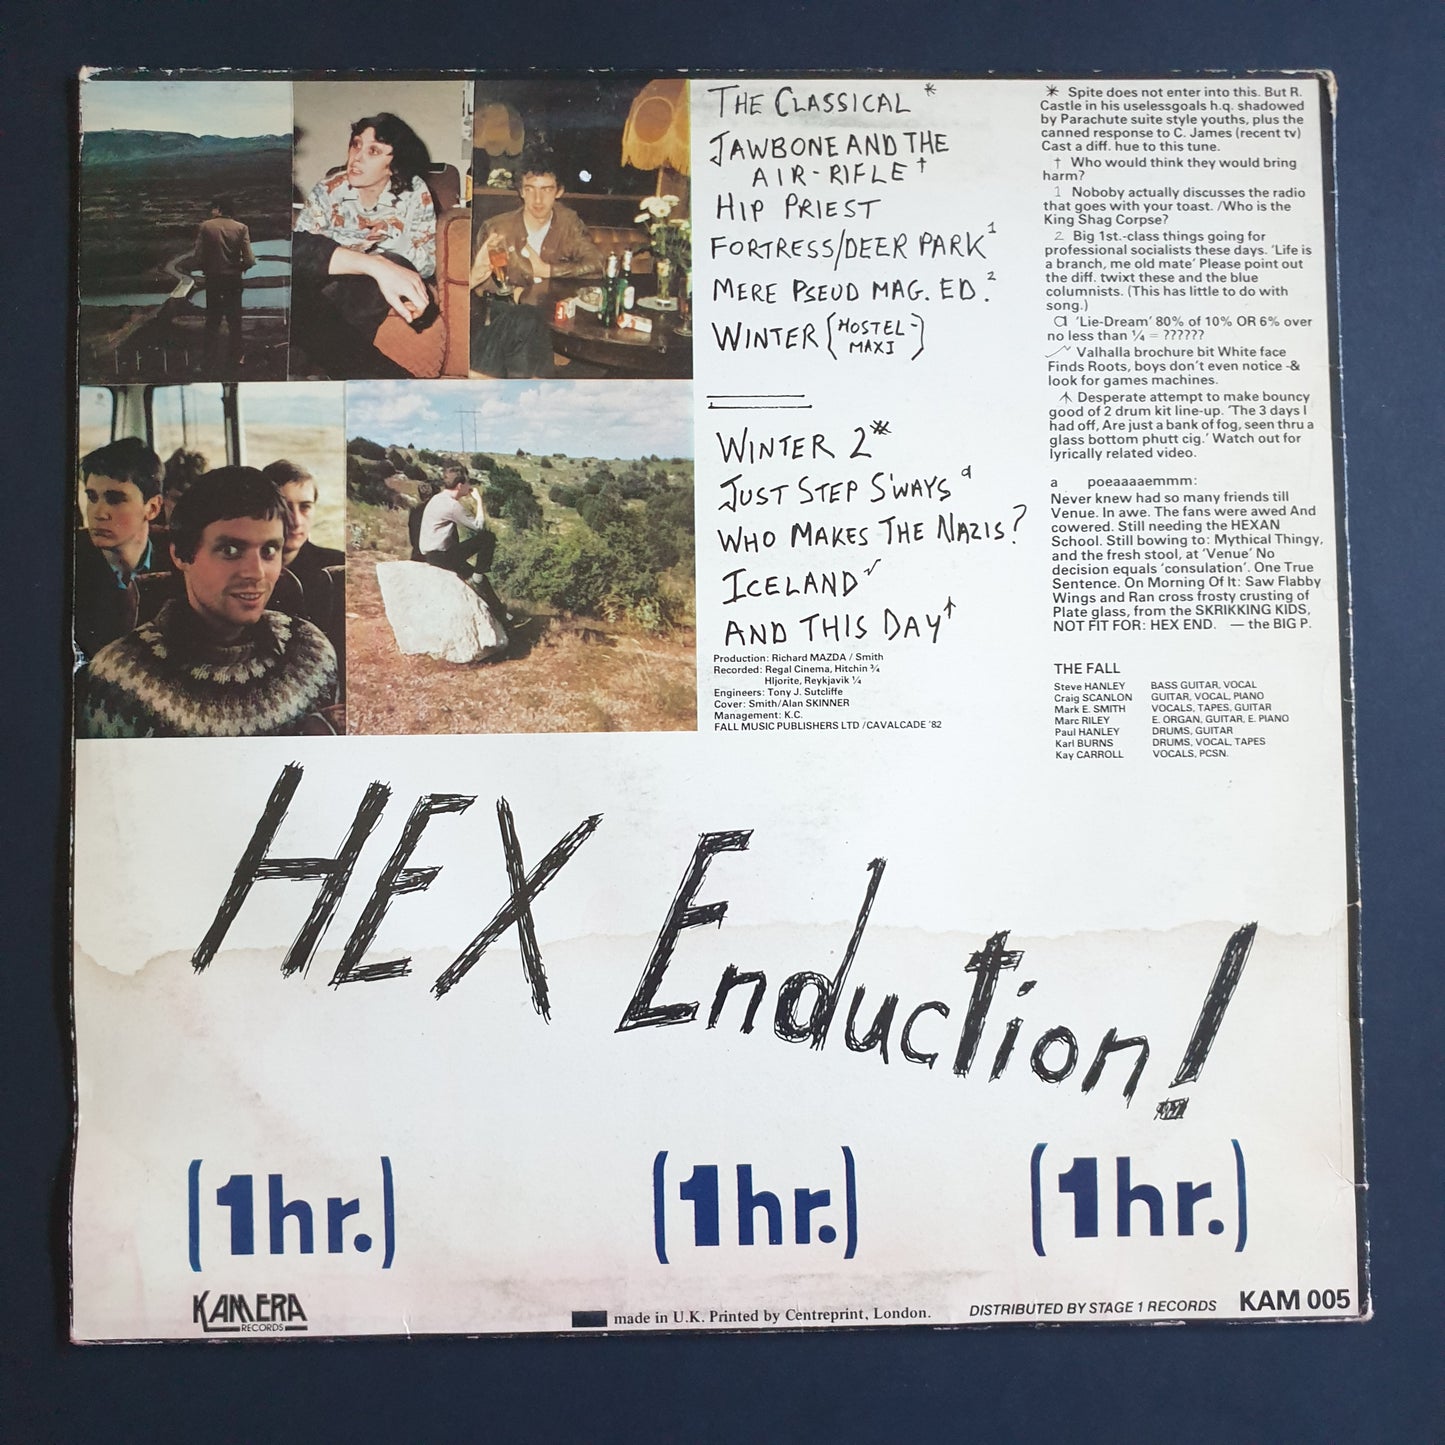 THE CLASSICAL *
JAWBONE AND THE
AIR-RIFLE †
HIP PRIEST
FORTRESS/DEER PARK 1
MERE PSEUD MAG. ED. 2
WINTER (HOSTEL-
MAXI)
WINTER 2 *
JUST STEP S'WAYS a
WHO MAKES THE NAZIS?
ICELAND
AND THIS DAY
Production: Richard MAZDA / Smith
Recorded: Regal Cinema, Hitchin ¾
Hljorite, Reykjavik ¼
Engineers: Tony J. Sutcliffe
Cover: Smith/Alan SKINNER
Management: K.C.
FALL MUSIC PUBLISHERS LTD /CAVALCADE '82
* Spite does not enter into this. But R.
Castle in his uselessgoals h.q. shadowed
by Parachute suite style youths, plus the
canned response to C. James (recent tv)
Cast a diff. hue to this tune.
† Who would think they would bring
harm?
1 Noboby actually discusses the radio
that goes with your toast. /Who is the
King Shag Corpse?
2 Big 1st.-class things going for
professional socialists these days. 'Life is
a branch, me old mate' Please point out
the diff. twixt these and the blue
columnists. (This has little to do with
song.)
a 'Lie-Dream' 80% of 10% OR 6% over
no less than ¼ = ??????
Valhalla brochure bit White face
Finds Roots, boys don't even notice -&
look for games machines.
Desperate attempt to make bouncy
good of 2 drum kit line-up. 'The 3 days I
had off, Are just a bank of fog, seen thru a
glass bottom phutt cig.' Watch out for
lyrically related video.
a poeaaaaemmm:
Never knew had so many friends till
Venue. In awe. The fans were awed And
cowered. Still needing the HEXAN
School. Still bowing to: Mythical Thingy,
and the fresh stool, at 'Venue' No
decision equals 'consulation'. One True
Sentence. On Morning Of It: Saw Flabby
Wings and Ran cross frosty crusting of
Plate glass, from the SKRIKKING KIDS,
NOT FIT FOR: HEX END. — the BIG P.
THE FALL
Steve HANLEY BASS GUITAR, VOCAL
Craig SCANLON GUITAR, VOCAL, PIANO
Mark E. SMITH VOCALS, TAPES, GUITAR
Marc RILEY E. ORGAN, GUITAR, E. PIANO
Paul HANLEY DRUMS, GUITAR
Karl BURNS DRUMS, VOCAL, TAPES
Kay CARROLL VOCALS, PCSN.
HEX Enduction!
(1hr.) (1hr.) (1hr.)
KAMERA
RECORDS
made in U.K. Printed by Centreprint, London.
DISTRIBUTED BY STAGE 1 RECORDS
KAM 005